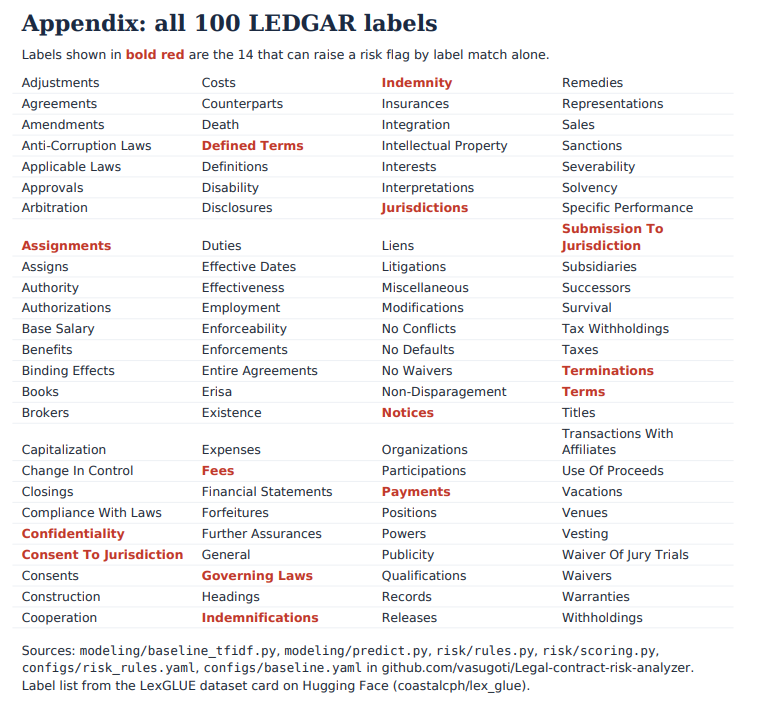 Appendix: all 100 LEDGAR labels
Labels shown in bold red are the 14 that can raise a risk flag by label match alone.
Adjustments Costs Indemnity Remedies
Agreements Counterparts Insurances Representations
Amendments Death Integration Sales
Anti-Corruption Laws Defined Terms Intellectual Property Sanctions
Applicable Laws Definitions Interests Severability
Approvals Disability Interpretations Solvency
Arbitration Disclosures Jurisdictions Specific Performance
Assignments Duties Liens Submission To
Jurisdiction
Assigns Effective Dates Litigations Subsidiaries
Authority Effectiveness Miscellaneous Successors
Authorizations Employment Modifications Survival
Base Salary Enforceability No Conflicts Tax Withholdings
Benefits Enforcements No Defaults Taxes
Binding Effects Entire Agreements No Waivers Terminations
Books Erisa Non-Disparagement Terms
Brokers Existence Notices Titles
Capitalization Expenses Organizations Transactions With
Affiliates
Change In Control Fees Participations Use Of Proceeds
Closings Financial Statements Payments Vacations
Compliance With Laws Forfeitures Positions Venues
Confidentiality Further Assurances Powers Vesting
Consent To Jurisdiction General Publicity Waiver Of Jury Trials
Consents Governing Laws Qualifications Waivers
Construction Headings Records Warranties
Cooperation Indemnifications Releases Withholdings
Sources: modeling/baseline_tfidf.py, modeling/predict.py, risk/rules.py, risk/scoring.py,
configs/risk_rules.yaml, configs/baseline.yaml in github.com/vasugoti/Legal-contract-risk-analyzer.
Label list from the LexGLUE dataset card on Hugging Face (coastalcph/lex_glue).